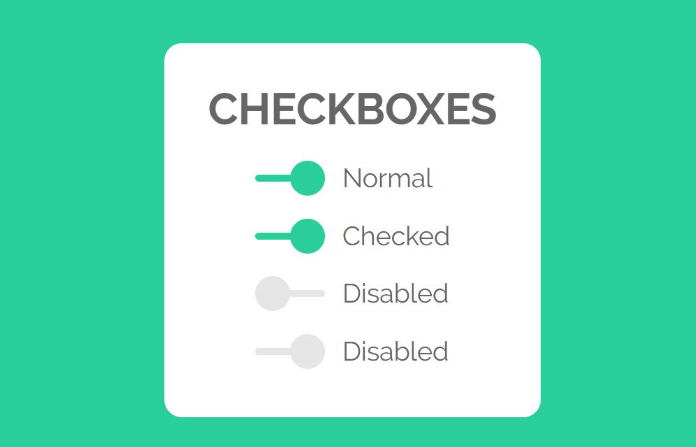 CHECKBOXES
Normal
Checked
Disabled
Disabled